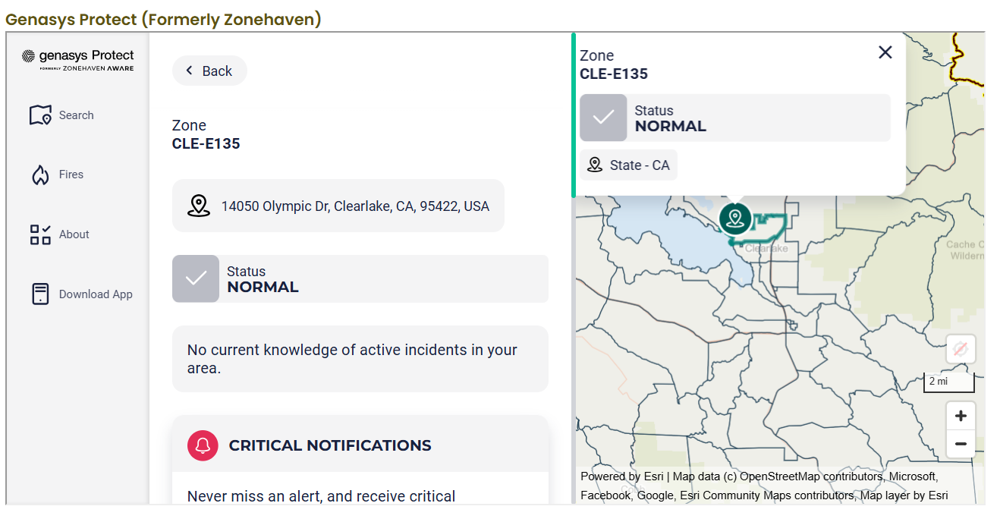 Genasys Protect (Formerly Zonehaven)
genasys Protect
FORMERLY ZONEHAVEN AWARE
Search
Fires
About
Download App
Back
Zone
CLE-E135
14050 Olympic Dr, Clearlake, CA, 95422, USA
Status
NORMAL
No current knowledge of active incidents in your
area.
CRITICAL NOTIFICATIONS
Never miss an alert, and receive critical
Zone
CLE-E135
Status
NORMAL
State - CA
Clearlake
Cache C
Wildern
2 mi
+
−
Powered by Esri | Map data (c) OpenStreetMap contributors, Microsoft,
Facebook, Google, Esri Community Maps contributors, Map layer by Esri